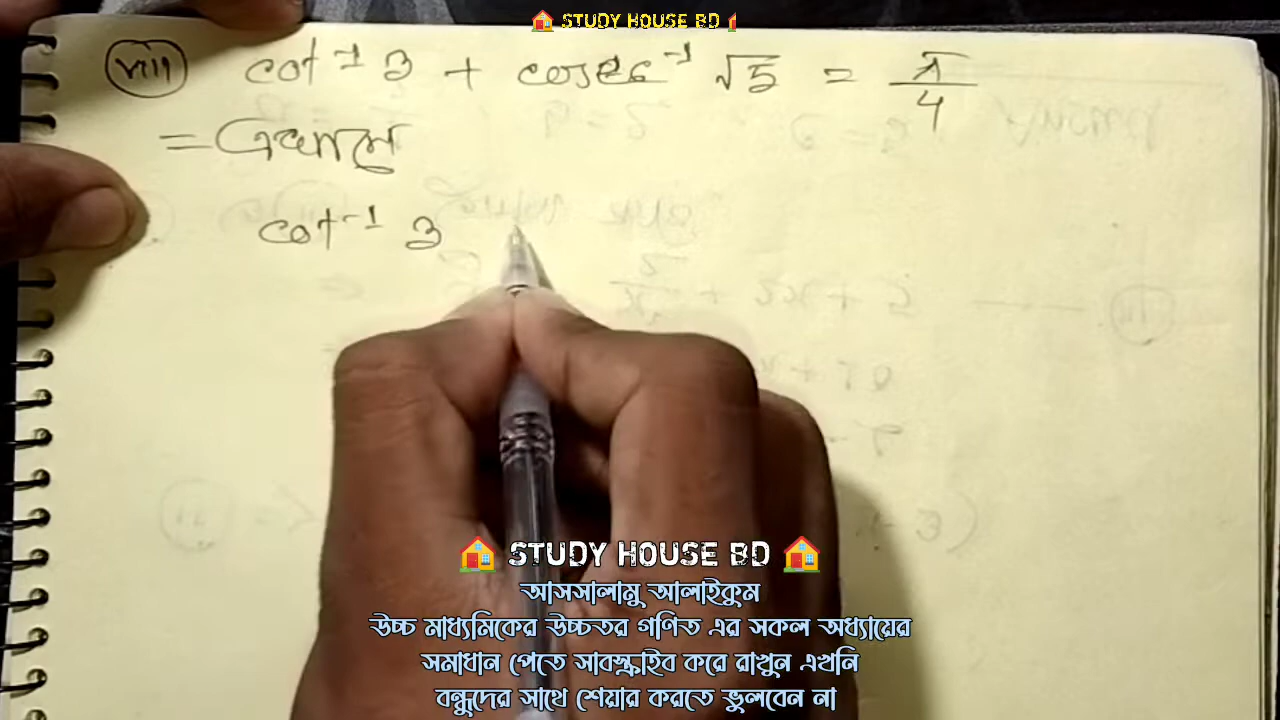 🏠 STUDY HOUSE BD
(viii) cot⁻¹ 3 + cosec⁻¹ √5 = π/4
= এখানে
cot⁻¹ 3
🏠 STUDY HOUSE BD 🏠
আসসালামু আলাইকুম
উচ্চ মাধ্যমিকের উচ্চতর গণিত এর সকল অধ্যায়ের
সমাধান পেতে সাবস্ক্রাইব করে রাখুন এখনি
বন্ধুদের সাথে শেয়ার করতে ভুলবেন না